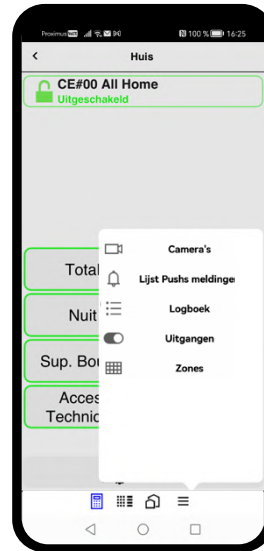 Proximus 100 % 16:25
Huis
CE#00 All Home
Uitgeschakeld
Camera's
Lijst Pushs meldinge
Logboek
Uitgangen
Zones
Total
Nuit
Sup. Bou
Acces
Technic